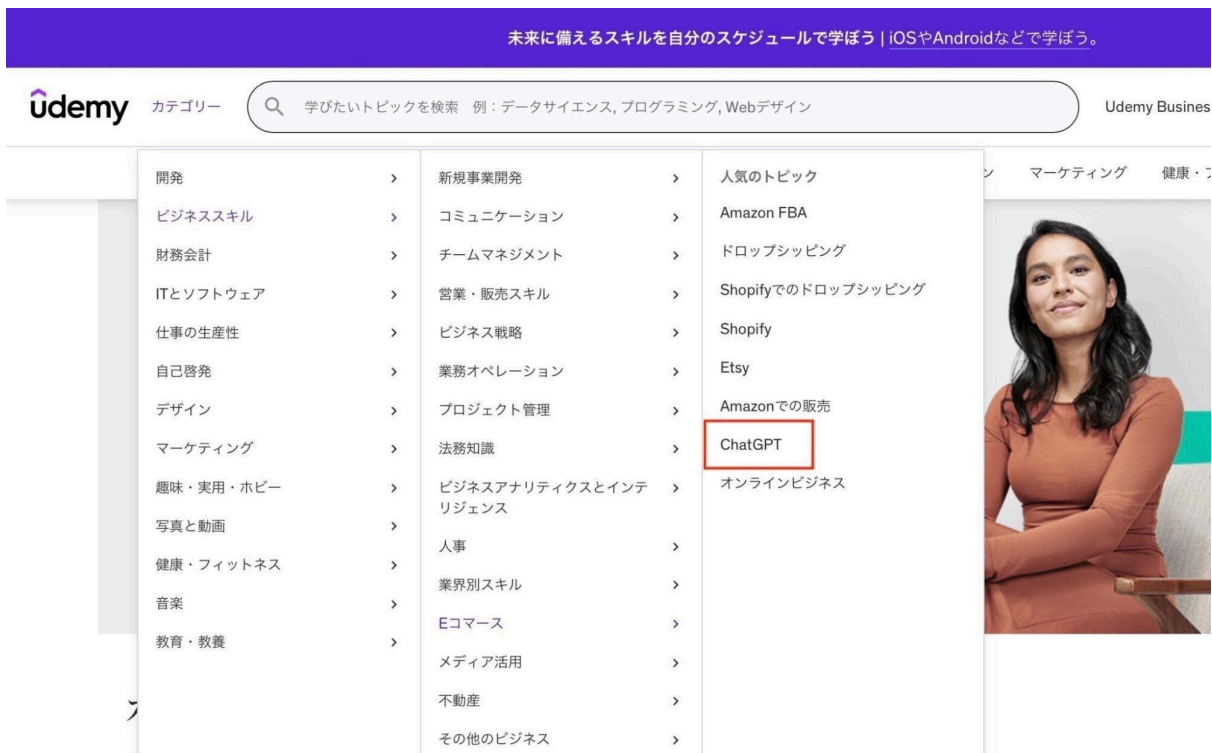 未来に備えるスキルを自分のスケジュールで学ぼう | iOSやAndroidなどで学ぼう。
ûdemy
カテゴリー
学びたいトピックを検索 例：データサイエンス, プログラミング, Webデザイン
Udemy Busines
開発
ビジネススキル
財務会計
ITとソフトウェア
仕事の生産性
自己啓発
デザイン
マーケティング
趣味・実用・ホビー
写真と動画
健康・フィットネス
音楽
教育・教養
新規事業開発
コミュニケーション
チームマネジメント
営業・販売スキル
ビジネス戦略
業務オペレーション
プロジェクト管理
法務知識
ビジネスアナリティクスとインテ
リジェンス
人事
業界別スキル
Eコマース
メディア活用
不動産
その他のビジネス
人気のトピック
Amazon FBA
ドロップシッピング
Shopifyでのドロップシッピング
Shopify
Etsy
Amazonでの販売
ChatGPT
オンラインビジネス
ン
マーケティング
健康・フ